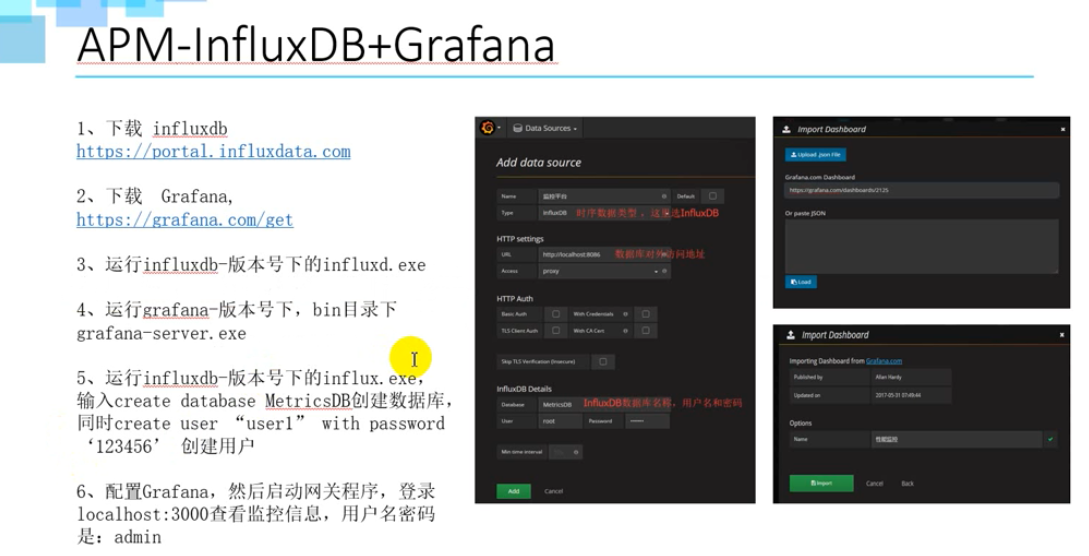 APM-InfluxDB+Grafana
1、下载 influxdb
https://portal.influxdata.com
2、下载 Grafana,
https://grafana.com/get
3、运行influxdb-版本号下的influxd.exe
4、运行grafana-版本号下，bin目录下
grafana-server.exe
5、运行influxdb-版本号下的influx.exe，
输入create database MetricsDB创建数据库，
同时create user “user1” with password
‘123456’ 创建用户
6、配置Grafana，然后启动网关程序，登录
localhost:3000查看监控信息，用户名密码
是：admin
Data Sources
Add data source
Name 监控平台 Default
Type InfluxDB 时序数据类型，这里选InfluxDB
HTTP settings
URL http://localhost:8086 数据库对外访问地址
Access proxy
HTTP Auth
Basic Auth With Credentials
TLS Client Auth With CA Cert
Skip TLS Verification (Insecure)
InfluxDB Details
Database MetricsDB InfluxDB数据库名称，用户名和密码
User root Password
Min time interval
Add Cancel
Import Dashboard
Upload .json File
Grafana.com Dashboard
https://grafana.com/dashboards/2125
Or paste JSON
Load
Import Dashboard
Importing Dashboard from Grafana.com
Published by Allan Hardy
Updated on 2017-05-31 07:49:44
Options
Name 性能监控
Import Cancel Back